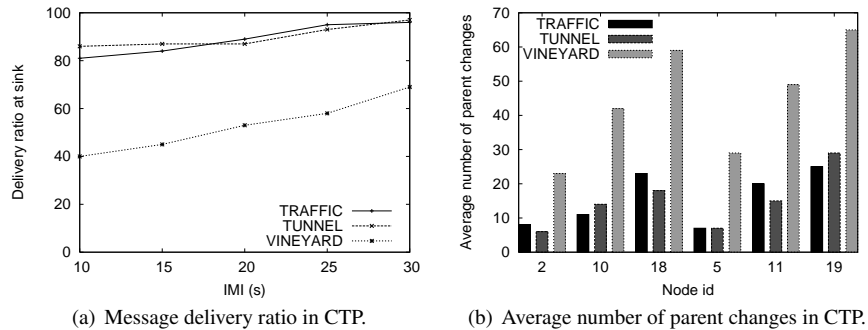 100
80
60
40
20
0
10 15 20 25 30
Delivery ratio at sink
IMI (s)
TRAFFIC
TUNNEL
VINEYARD
(a) Message delivery ratio in CTP.
70
60
50
40
30
20
10
0
2 10 18 5 11 19
Average number of parent changes
Node id
TRAFFIC
TUNNEL
VINEYARD
(b) Average number of parent changes in CTP.